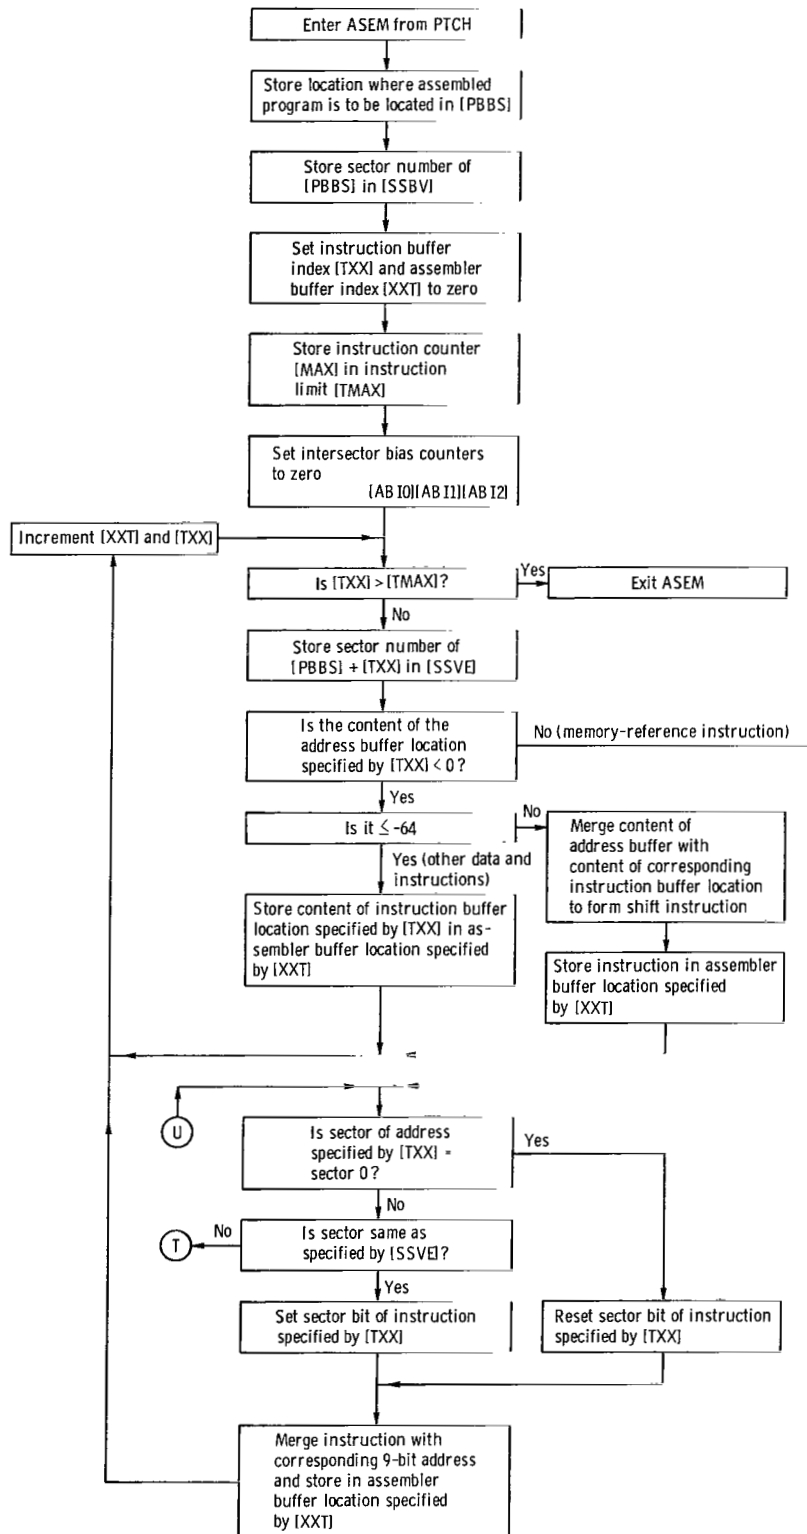 Enter ASEM from PTCH
Store location where assembled
program is to be located in [PBBS]
Store sector number of
[PBBS] in [SSBV]
Set instruction buffer
index [TXX] and assembler
buffer index [XXT] to zero
Store instruction counter
[MAX] in instruction
limit [TMAX]
Set intersector bias counters
to zero
[ABI0][ABI1][ABI2]
Increment [XXT] and [TXX]
Is [TXX] > [TMAX]?
Yes
Exit ASEM
No
Store sector number of
[PBBS] + [TXX] in [SSVE]
Is the content of the
address buffer location
specified by [TXX] < 0?
No (memory-reference instruction)
Yes
Is it ≤ -64
No
Merge content of
address buffer with
content of corresponding
instruction buffer location
to form shift instruction
Yes (other data and
instructions)
Store content of instruction buffer
location specified by [TXX] in as-
sembler buffer location specified
by [XXT]
Store instruction in assembler
buffer location specified
by [XXT]
U
Is sector of address
specified by [TXX] =
sector 0?
Yes
No
Is sector same as
specified by [SSVE]?
No
T
Yes
Set sector bit of instruction
specified by [TXX]
Reset sector bit of instruction
specified by [TXX]
Merge instruction with
corresponding 9-bit address
and store in assembler
buffer location specified
by [XXT]